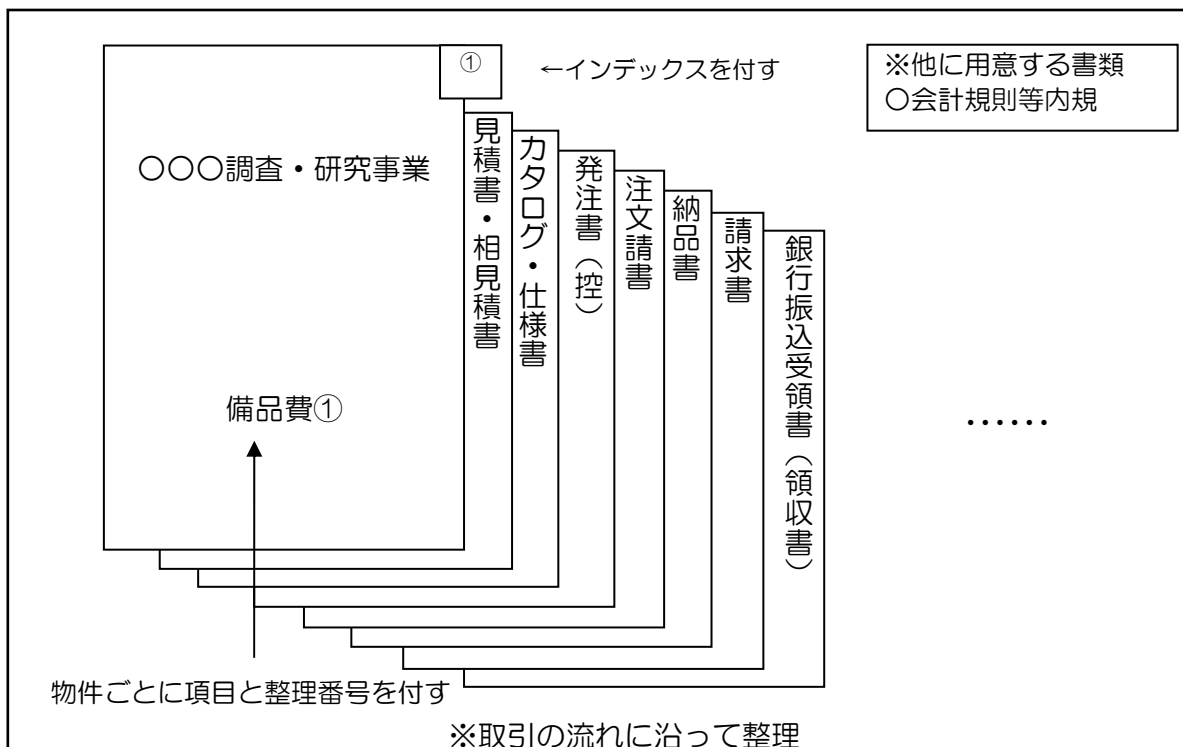 ①
←インデックスを付す
※他に用意する書類
〇会計規則等内規
〇〇〇調査・研究事業
備品費①
見積書・相見積書
カタログ・仕様書
発注書(控)
注文請書
納品書
請求書
銀行振込受領書(領収書)
……
物件ごとに項目と整理番号を付す
※取引の流れに沿って整理